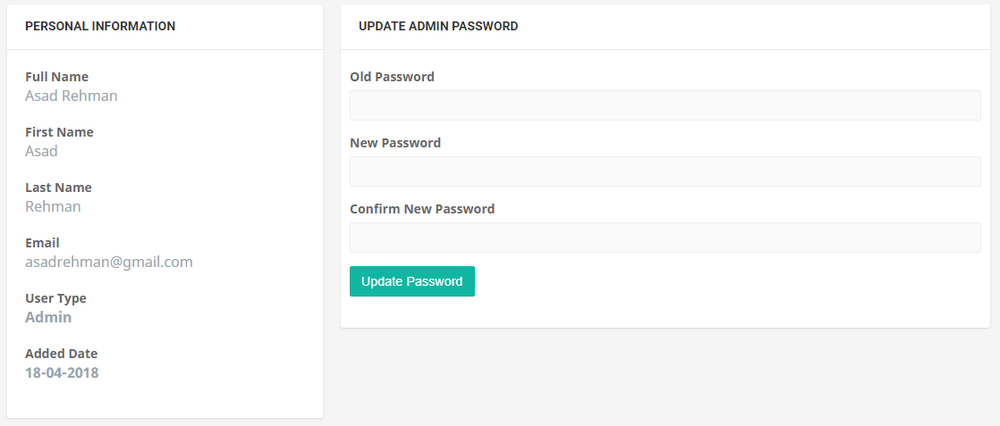 PERSONAL INFORMATION
Full Name
Asad Rehman
First Name
Asad
Last Name
Rehman
Email
asadrehman@gmail.com
User Type
Admin
Added Date
18-04-2018
UPDATE ADMIN PASSWORD
Old Password
New Password
Confirm New Password
Update Password